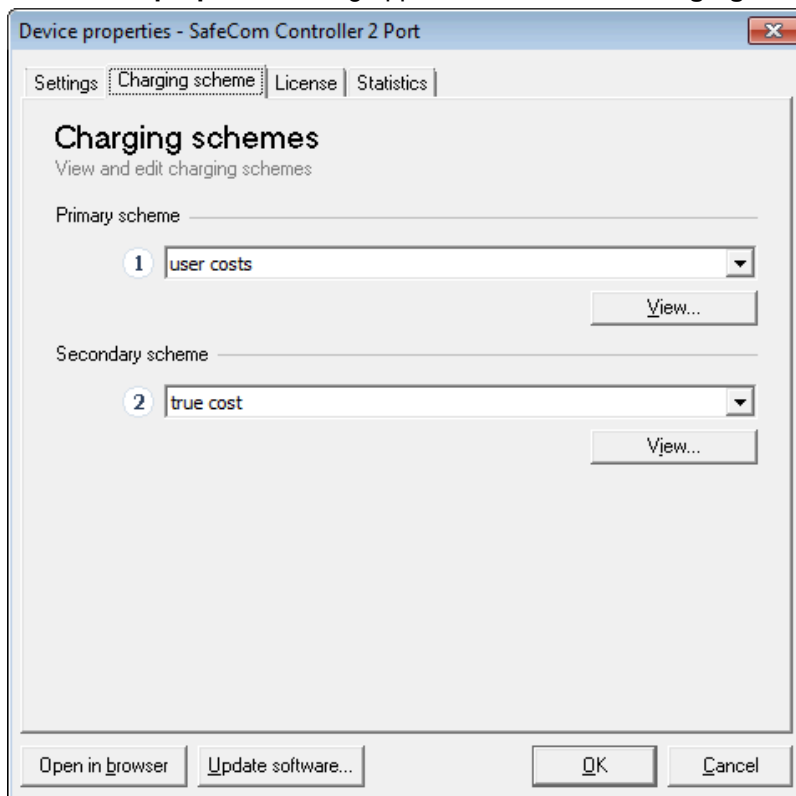 Device properties - SafeCom Controller 2 Port
Settings Charging scheme License Statistics
Charging schemes
View and edit charging schemes
Primary scheme
1 user costs
View...
Secondary scheme
2 true cost
View...
Open in browser Update software... OK Cancel